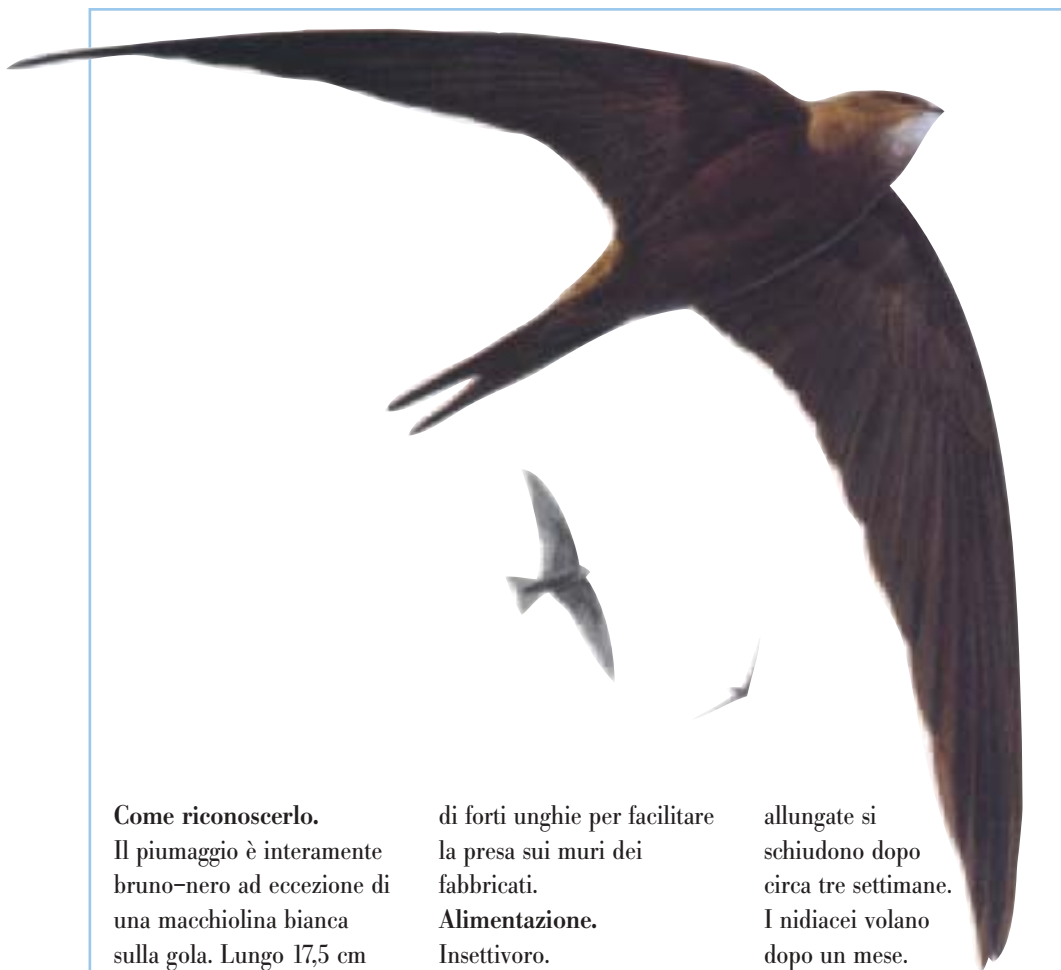 Come riconoscerlo.
Il piumaggio è interamente
bruno-nero ad eccezione di
una macchiolina bianca
sulla gola. Lungo 17,5 cm
di forti unghie per facilitare
la presa sui muri dei
fabbricati.
Alimentazione.
Insettivoro.
allungate si
schiudono dopo
circa tre settimane.
I nidiacei volano
dopo un mese.